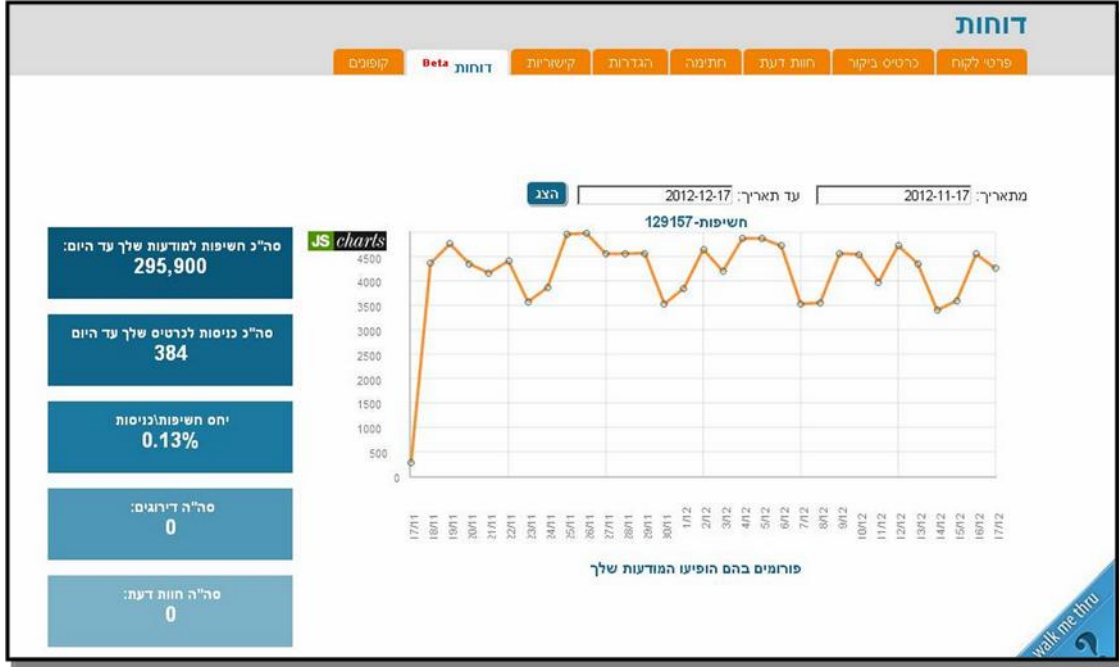 דוחות
פרטי לקוח
כרטיס ביקור
חוות דעת
חתימה
הגדרות
קישוריות
דוחות Beta
קופונים
מתאריך: 2012-11-17 עד תאריך: 2012-12-17 הצג
חשיפות-129157
JS charts
4500
4000
3500
3000
2500
2000
1500
1000
500
0
17/11
18/11
19/11
20/11
21/11
22/11
23/11
24/11
25/11
26/11
27/11
28/11
29/11
30/11
1/12
2/12
3/12
4/12
5/12
6/12
7/12
8/12
9/12
10/12
11/12
12/12
13/12
14/12
15/12
16/12
17/12
פורומים בהם הופיעו המודעות שלך
סה"כ חשיפות למודעות שלך עד היום:
295,900
סה"כ כניסות לכרטיס שלך עד היום
384
יחס חשיפות\כניסות
0.13%
סה"ה דירוגים:
0
סה"ה חוות דעת:
0
walk me thru